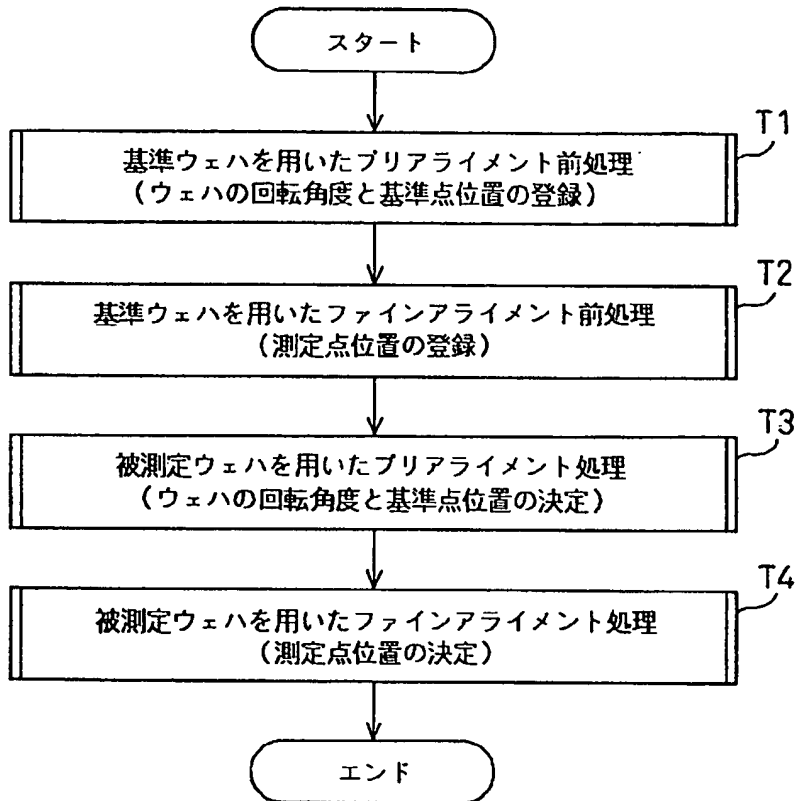 スタート
T1
基準ウェハを用いたプリアライメント前処理
(ウェハの回転角度と基準点位置の登録)
T2
基準ウェハを用いたファインアライメント前処理
(測定点位置の登録)
T3
被測定ウェハを用いたプリアライメント処理
(ウェハの回転角度と基準点位置の決定)
T4
被測定ウェハを用いたファインアライメント処理
(測定点位置の決定)
エンド